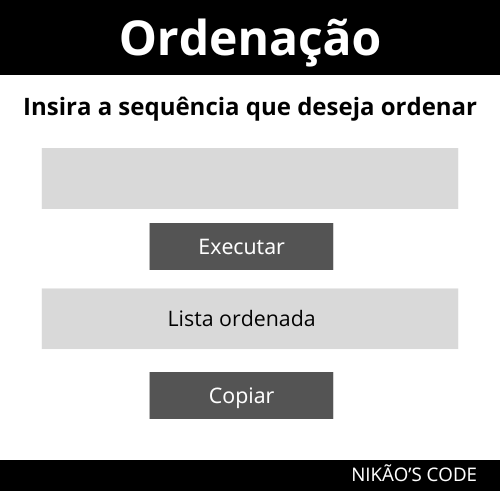 Ordenação
Insira a sequência que deseja ordenar
Executar
Lista ordenada
Copiar
NIKÃO’S CODE